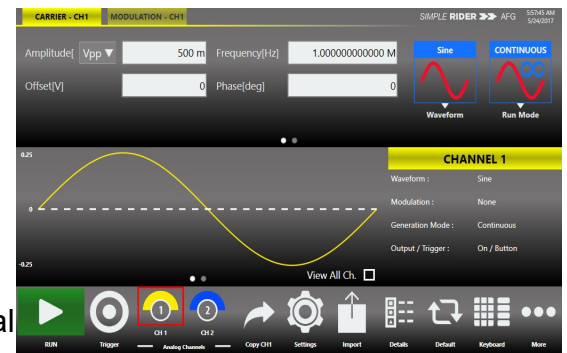 CARRIER - CH1 MODULATION - CH1 SIMPLE RIDER AFG 5:57:45 AM
5/24/2017
Amplitude[ Vpp ▼ 500 m Frequency[Hz] 1.000000000000 M Sine CONTINUOUS
Offset[V] 0 Phase[deg] 0
Waveform Run Mode
0.25 CHANNEL 1
Waveform : Sine
Modulation : None
0 Generation Mode : Continuous
Output / Trigger : On / Button
-0.25 View All Ch.
1 2
al
CH 1 CH 2
RUN Trigger Analog Channels Copy CH1 Settings Import Details Default Keyboard More